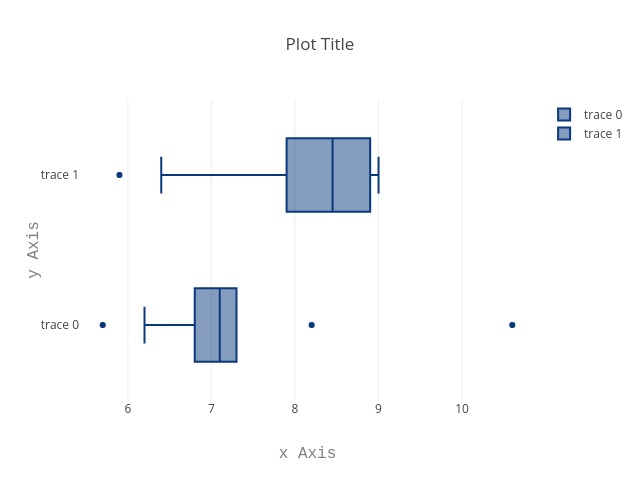 Plot Title
trace 0
trace 1
trace 1
trace 0
y Axis
6 7 8 9 10
x Axis